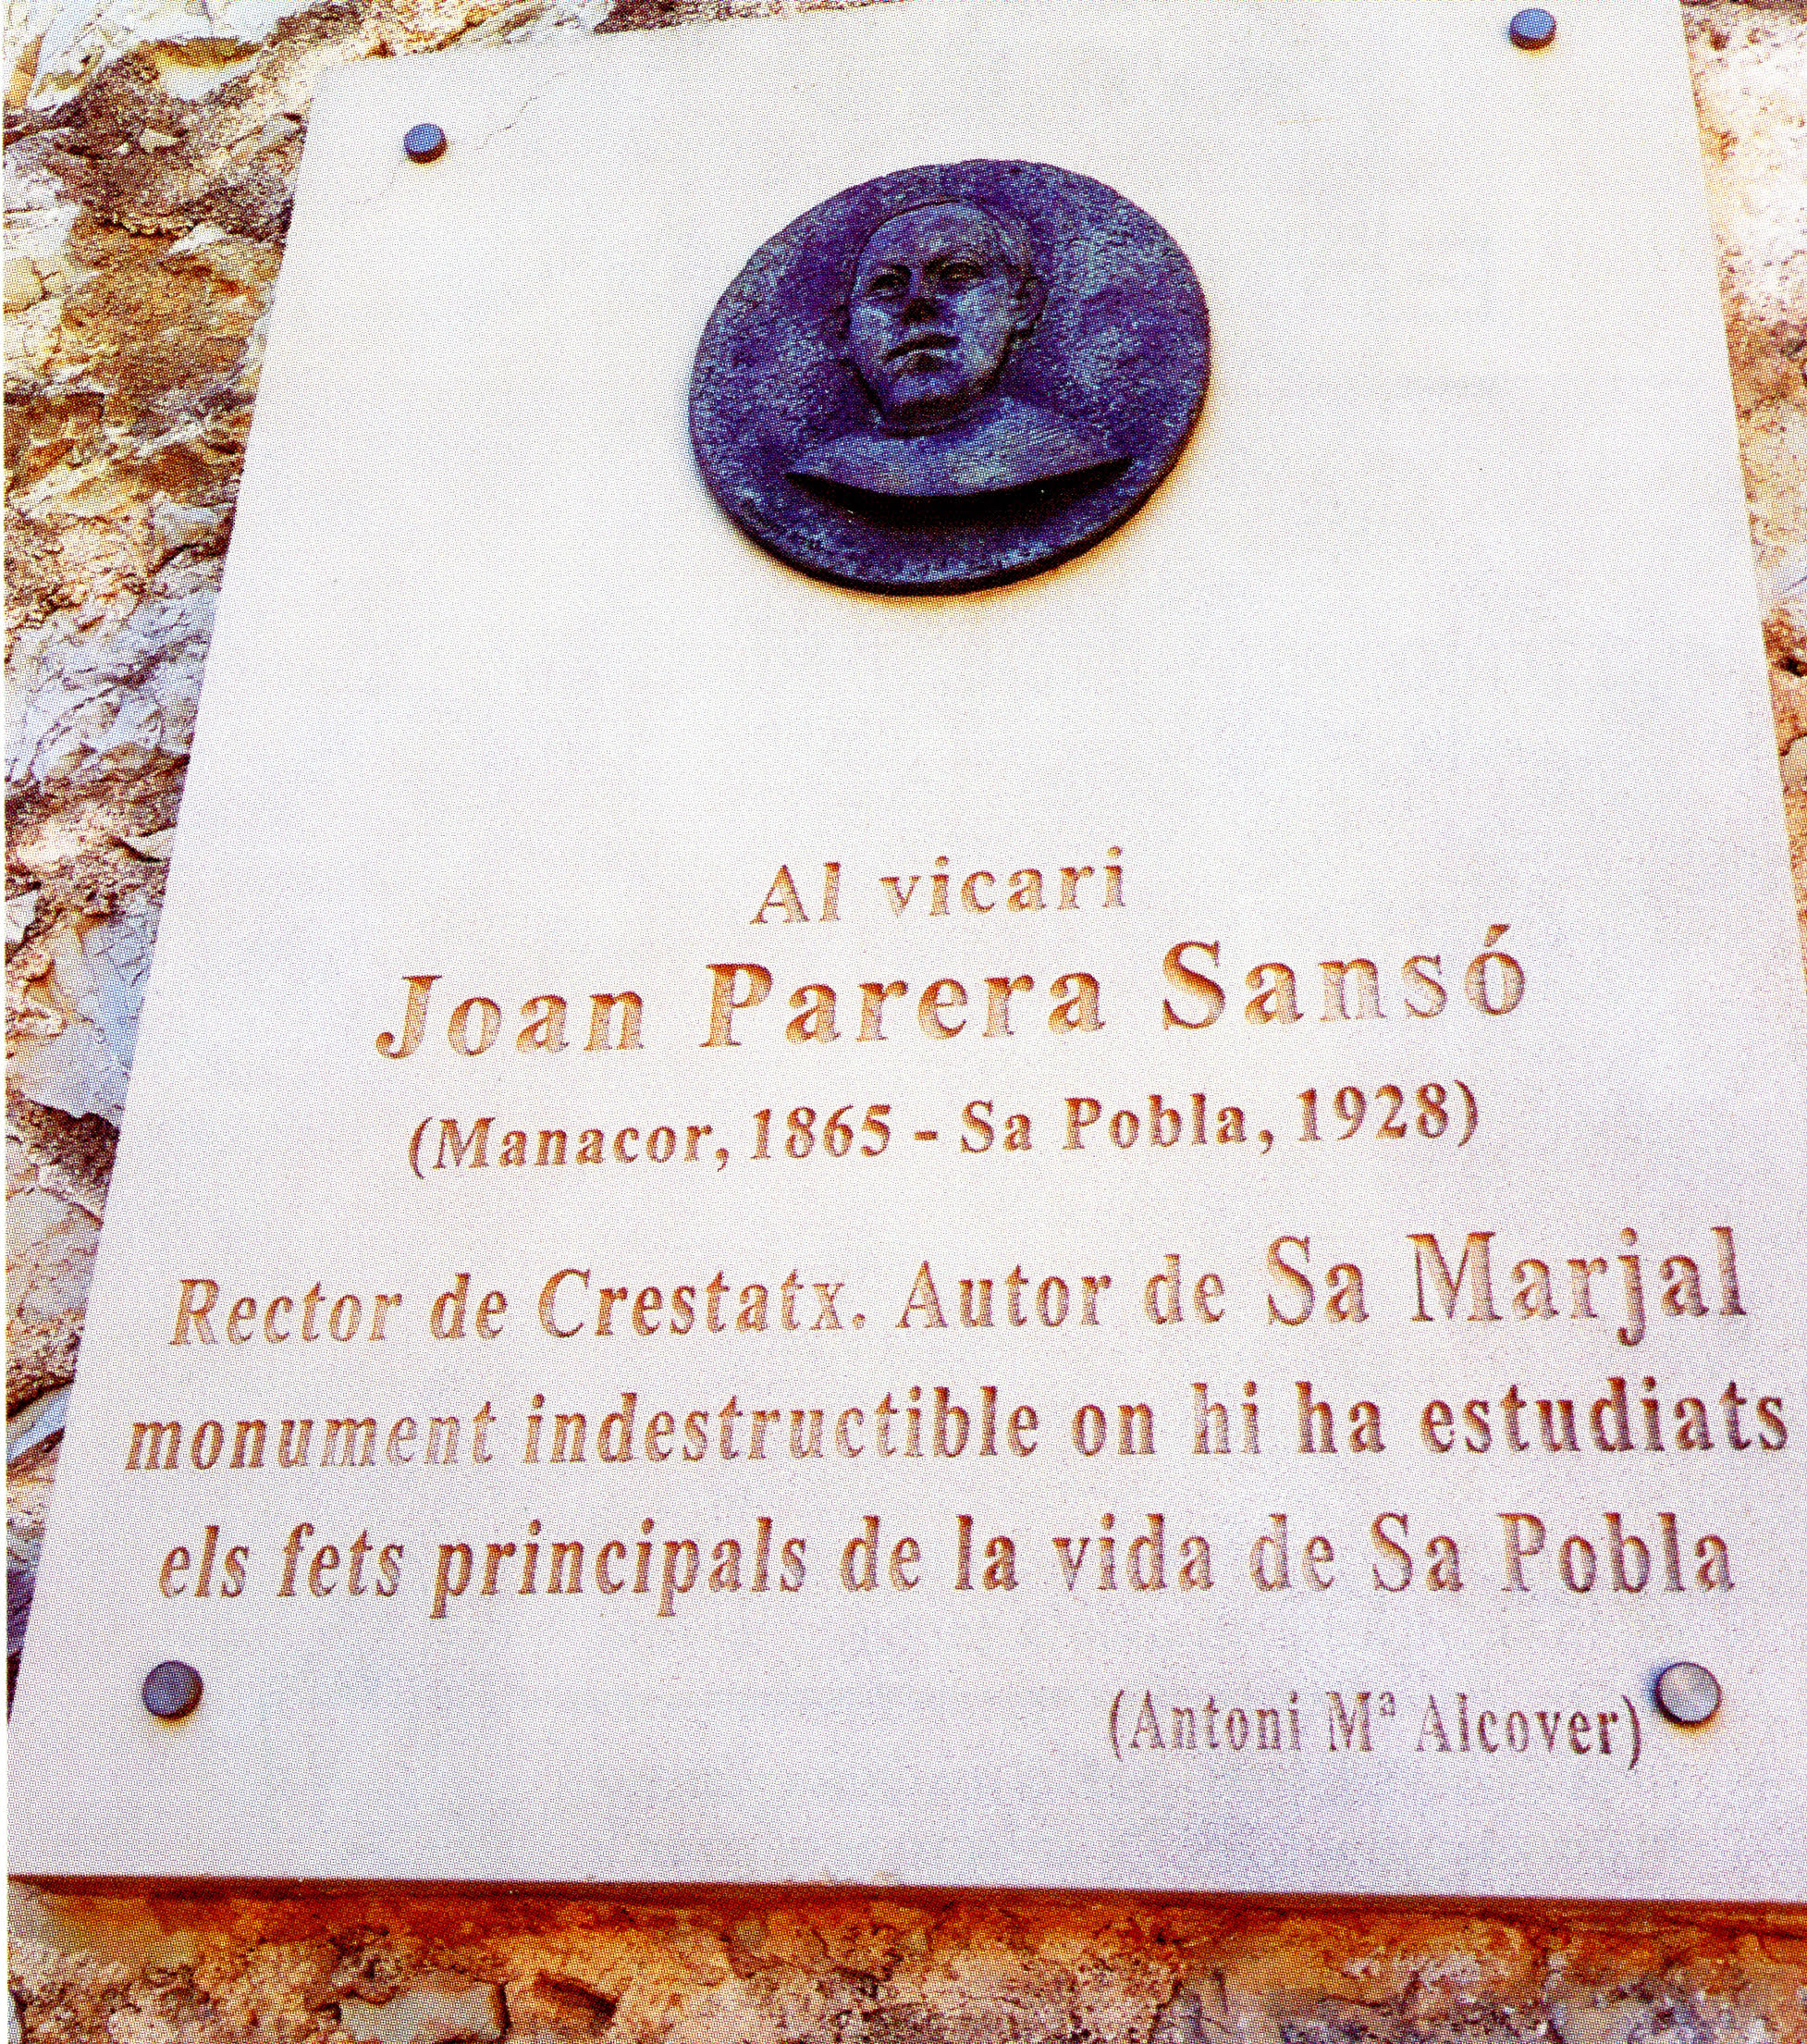 Al vicari
Joan Parera Sansó
(Manacor, 1865 - Sa Pobla, 1928)
Rector de Crestatx. Autor de Sa Marjal
monument indestructible on hi ha estudiats
els fets principals de la vida de Sa Pobla
(Antoni Mª Alcover)